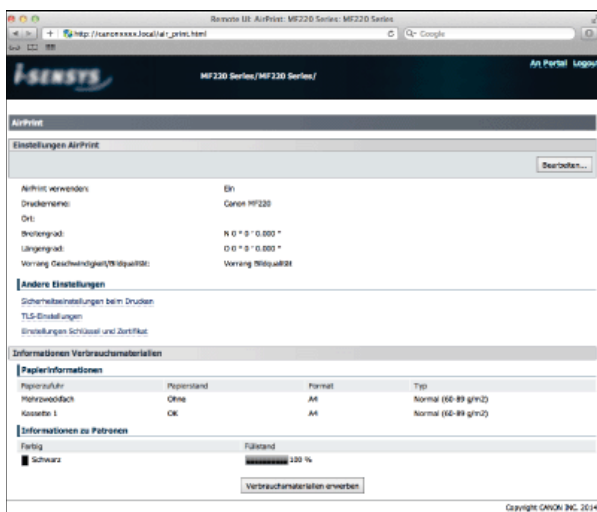 Remote UI: AirPrint: MF220 Series: MF220 Series
http://canonxxxx.local/air_print.html
Google
i-SENSYS
MF220 Series/MF220 Series/
An Portal Logout
AirPrint
Einstellungen AirPrint
Bearbeiten...
AirPrint verwenden: Ein
Druckername: Canon MF220
Ort:
Breitengrad: N 0 ° 0 ' 0.000 "
Längengrad: O 0 ° 0 ' 0.000 "
Vorrang Geschwindigkeit/Bildqualität: Vorrang Bildqualität
Andere Einstellungen
Sicherheitseinstellungen beim Drucken
TLS-Einstellungen
Einstellungen Schlüssel und Zertifikat
Informationen Verbrauchsmaterialien
Papierinformationen
Papierzufuhr Papierstand Format Typ
Mehrzweckfach Ohne A4 Normal (60-89 g/m2)
Kassette 1 OK A4 Normal (60-89 g/m2)
Informationen zu Patronen
Farbig Füllstand
Schwarz 100 %
Verbrauchsmaterialien erwerben
Copyright CANON INC. 2014